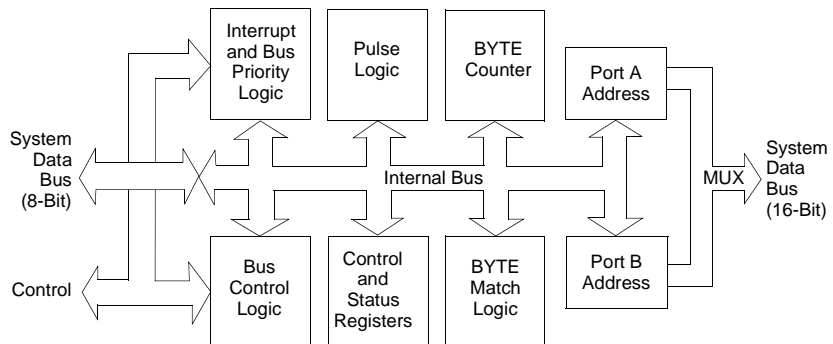 Interrupt
and Bus
Priority
Logic
Pulse
Logic
BYTE
Counter
Port A
Address
System
Data
Bus
(8-Bit)
Internal Bus
MUX
System
Data
Bus
(16-Bit)
Control
Bus
Control
Logic
Control
and
Status
Registers
BYTE
Match
Logic
Port B
Address